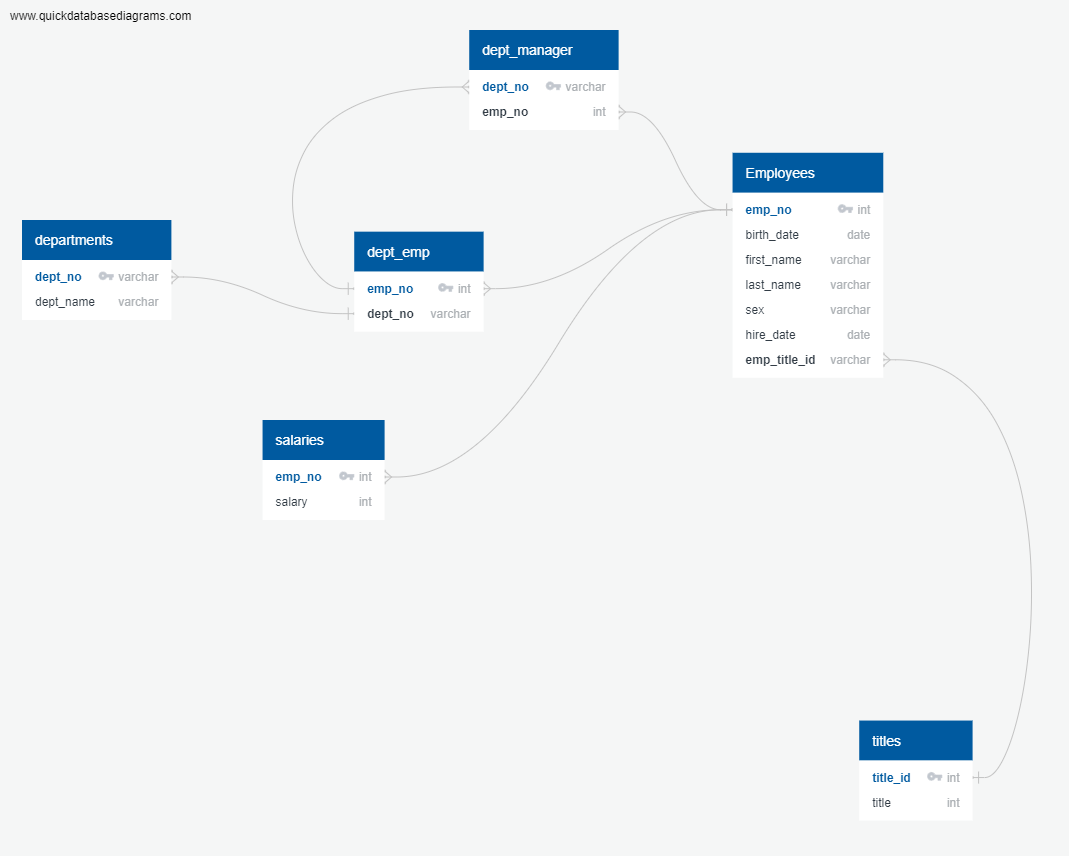 www.quickdatabasediagrams.com
dept_manager
dept_no varchar
emp_no int
Employees
emp_no int
birth_date date
first_name varchar
last_name varchar
sex varchar
hire_date date
emp_title_id varchar
departments
dept_no varchar
dept_name varchar
dept_emp
emp_no int
dept_no varchar
salaries
emp_no int
salary int
titles
title_id int
title int